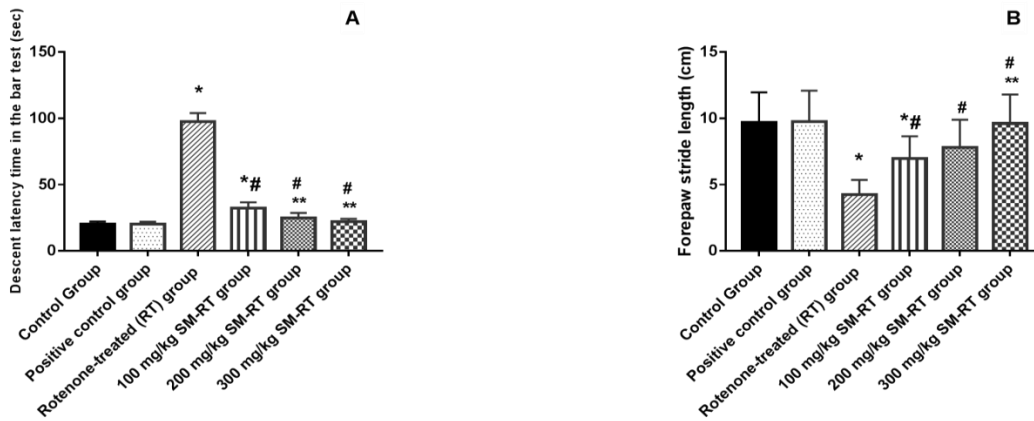 A
Descent latency time in the bar test (sec)
150
100
50
0
*
*#
#
**
#
**
Control Group
Positive control group
Rotenone-treated (RT) group
100 mg/kg SM-RT group
200 mg/kg SM-RT group
300 mg/kg SM-RT group
B
Forepaw stride length (cm)
15
10
5
0
*
*#
#
#
**
Control Group
Positive control group
Rotenone-treated (RT) group
100 mg/kg SM-RT group
200 mg/kg SM-RT group
300 mg/kg SM-RT group